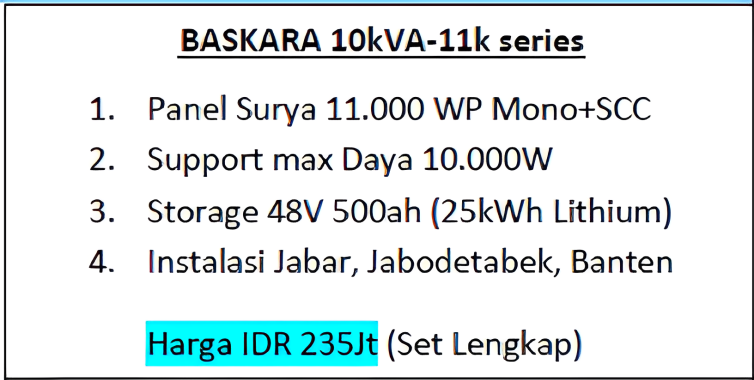 BASKARA 10kVA-11k series
1. Panel Surya 11.000 WP Mono+SCC
2. Support max Daya 10.000W
3. Storage 48V 500ah (25kWh Lithium)
4. Instalasi Jabar, Jabodetabek, Banten
Harga IDR 235Jt (Set Lengkap)